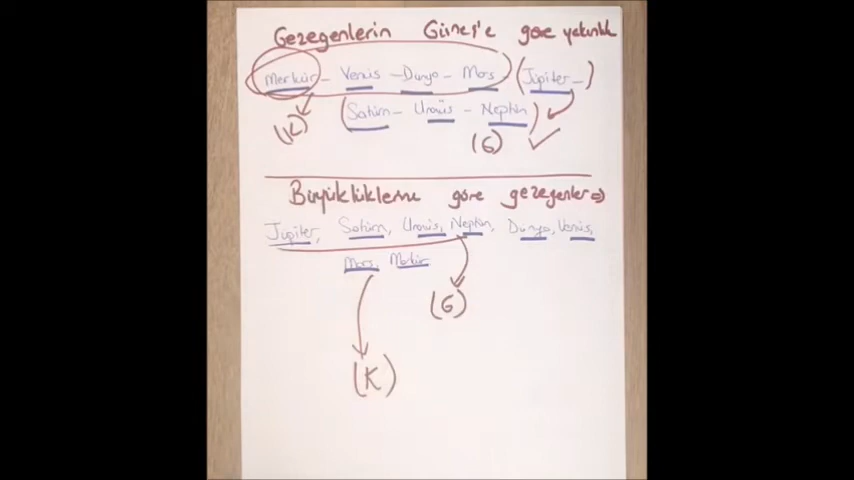 Gezegenlerin Güneş'e göre yakınlık
Merkür - Venüs - Dünya - Mars (Jüpiter -)
(Satürn - Uranüs - Neptün)
(K)
(G)
Büyüklüklerine göre gezegenler ⇒
Jüpiter, Satürn, Uranüs, Neptün, Dünya, Venüs,
Mars, Merkür
(G)
(K)